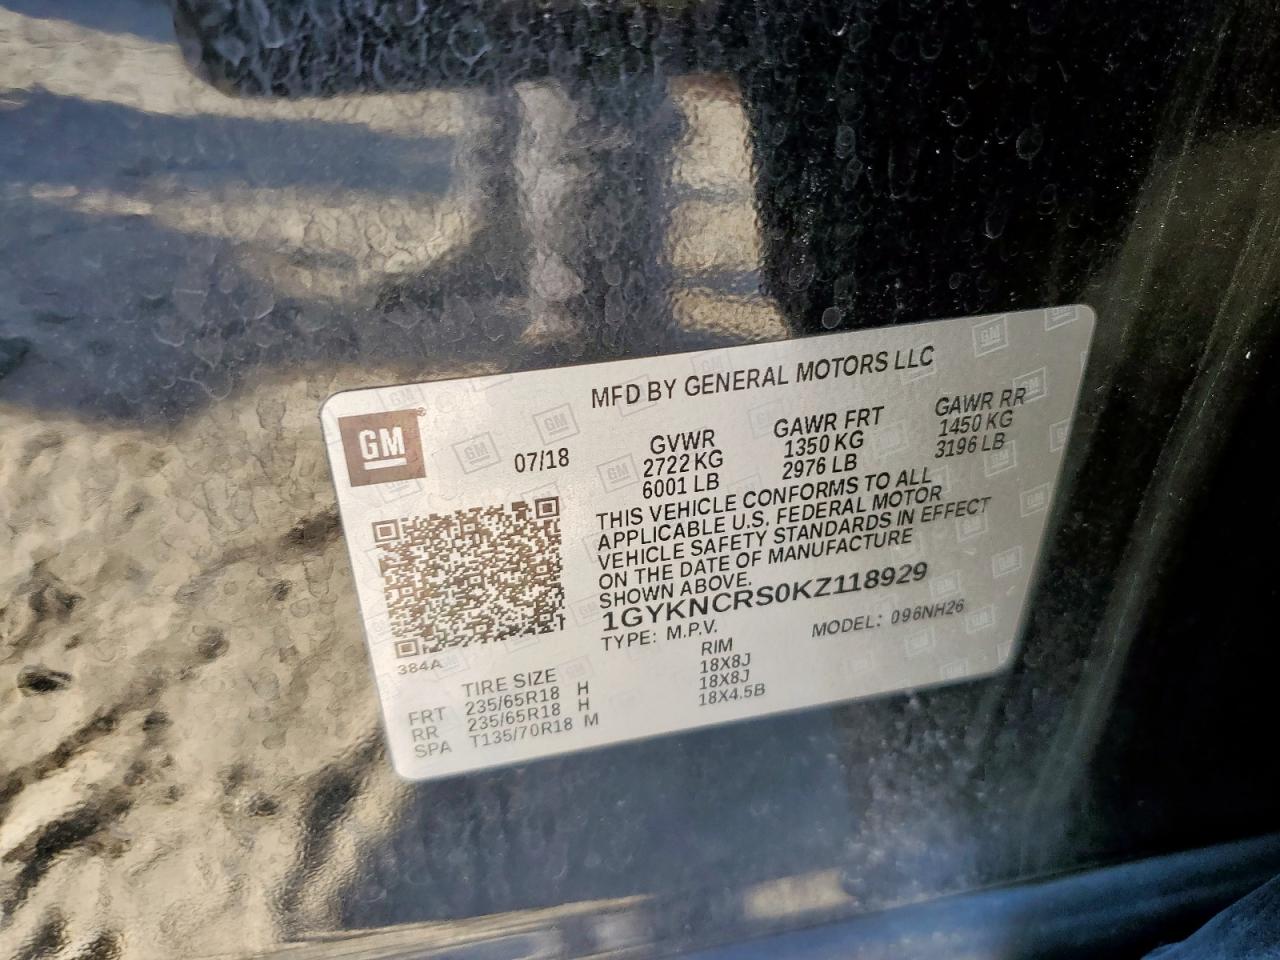 MFD BY GENERAL MOTORS LLC
GM
07/18
GVWR
2722 KG
6001 LB
GAWR FRT
1350 KG
2976 LB
GAWR RR
1450 KG
3196 LB
THIS VEHICLE CONFORMS TO ALL
APPLICABLE U.S. FEDERAL MOTOR
VEHICLE SAFETY STANDARDS IN EFFECT
ON THE DATE OF MANUFACTURE
SHOWN ABOVE.
1GYKNCRS0KZ118929
TYPE: M.P.V. MODEL: 096NH26
384A
TIRE SIZE RIM
FRT 235/65R18 H 18X8J
RR 235/65R18 H 18X8J
SPA T135/70R18 M 18X4.5B